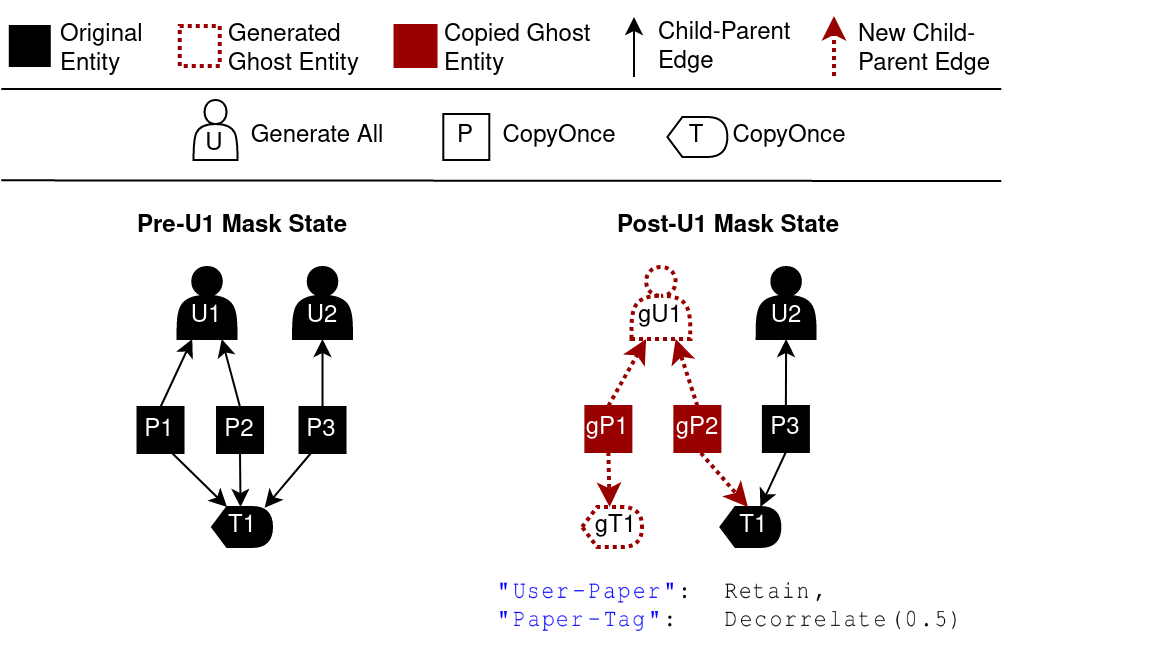 Original
Entity
Generated
Ghost Entity
Copied Ghost
Entity
Child-Parent
Edge
New Child-
Parent Edge
U
Generate All
P
CopyOnce
T
CopyOnce
Pre-U1 Mask State
Post-U1 Mask State
U1
U2
gU1
U2
P1
P2
P3
gP1
gP2
P3
T1
gT1
T1
"User-Paper": Retain,
"Paper-Tag": Decorrelate(0.5)